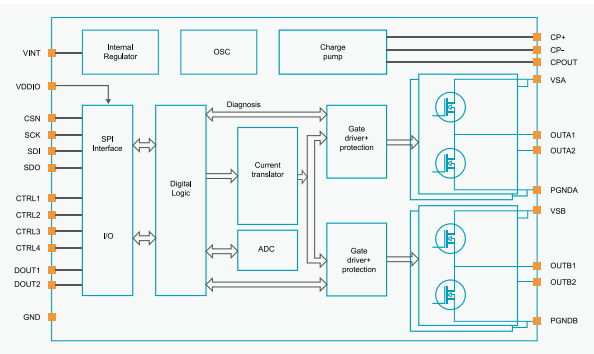 VINT
VDDIO
CSN
SCK
SDI
SDO
CTRL1
CTRL2
CTRL3
CTRL4
DOUT1
DOUT2
GND
Internal
Regulator
OSC
Charge
pump
SPI
Interface
I/O
Digital
Logic
Diagnosis
Current
translator
ADC
Gate
driver+
protection
Gate
driver+
protection
CP+
CP-
CPOUT
VSA
OUTA1
OUTA2
PGNDA
VSB
OUTB1
OUTB2
PGNDB